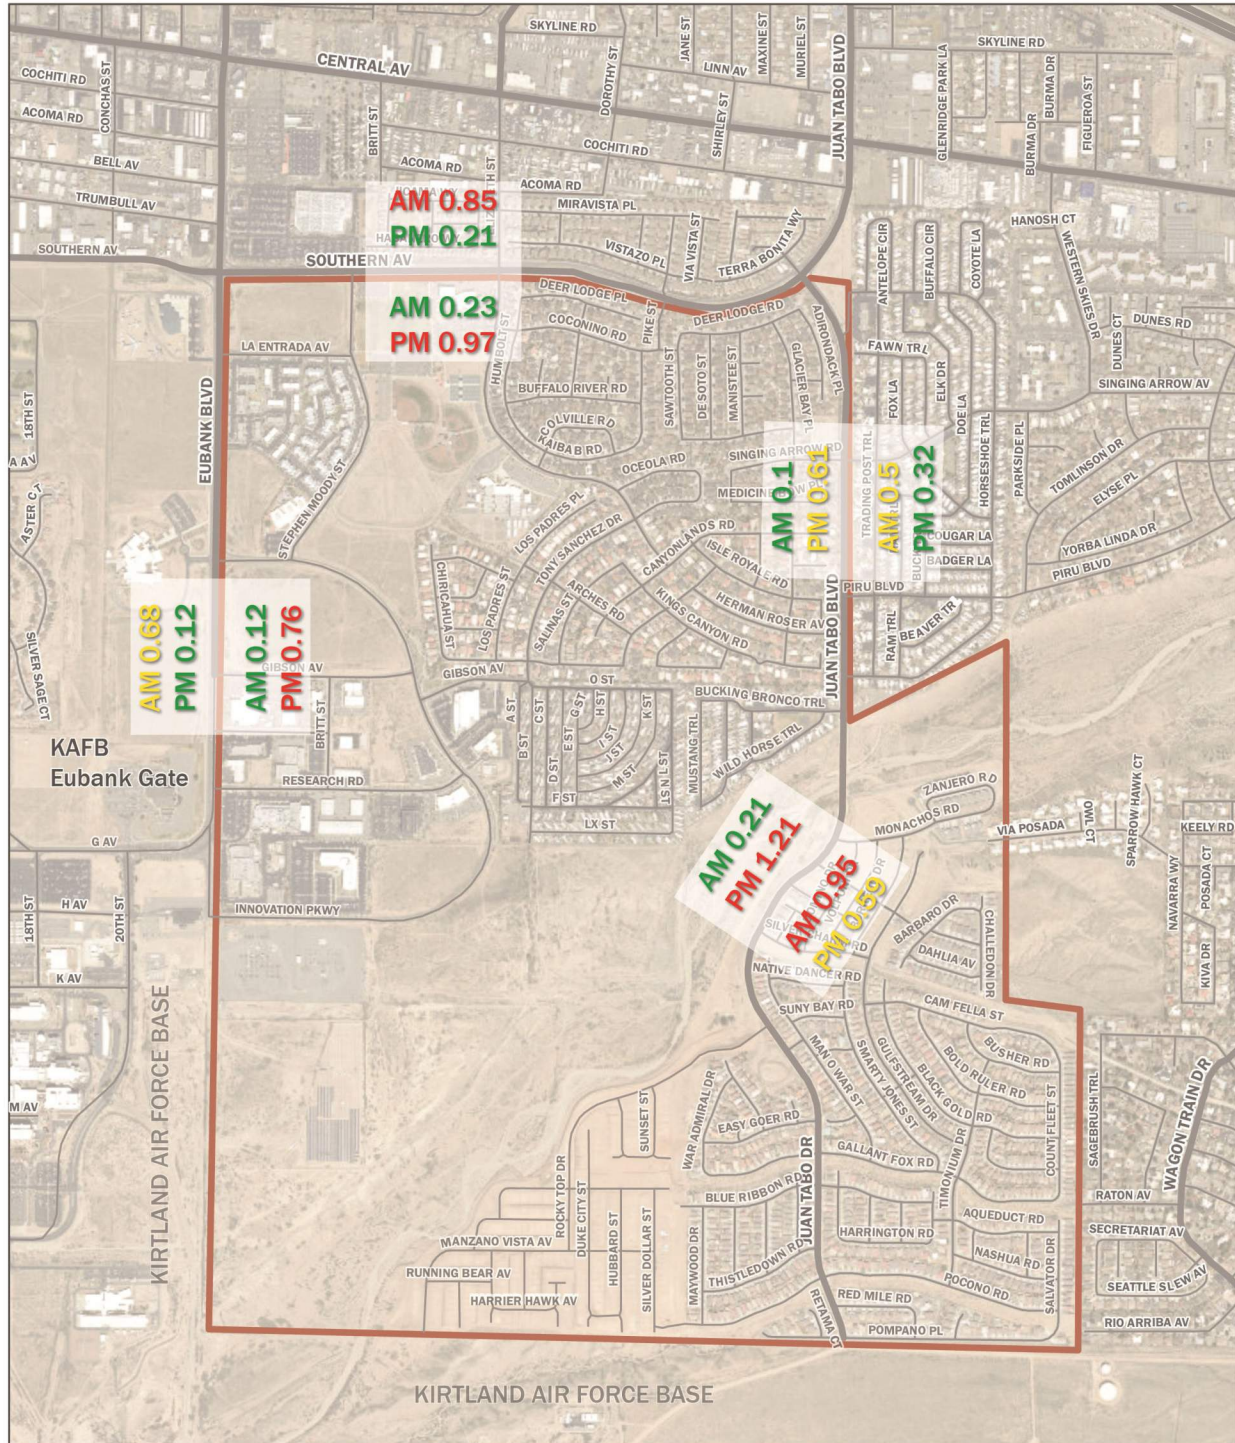 SKYLINE RD
CENTRAL AV
DOROTHY ST
JANE ST
MAXINE ST
MURIEL ST
LINN AV
JUAN TABO BLVD
SKYLINE RD
GLENRIDGE PARK LA
BURMA DR
BURMA DR
FIGUEROA ST
COCHITI RD
CONCHAS ST
ACOMA RD
BELL AV
TRUMBULL AV
SOUTHERN AV
BRITT ST
ACOMA RD
ACOMA RD
COCHITI RD
SHIRLEY ST
MIRAVISTA PL
AM 0.85
PM 0.21
SOUTHERN AV
VISTAZO PL
VIA VISTA ST
TERRA BONITA WY
HANOSH CT
WESTERN SKIES DR
ANTELOPE CIR
BUFFALO CIR
COYOTE LA
AM 0.23
PM 0.97
DEER LODGE PL
DEER LODGE RD
PIKE ST
COCONINO RD
HUMBOLT ST
LA ENTRADA AV
EUBANK BLVD
STEPHEN MOODY ST
BUFFALO RIVER RD
COLVILLE RD
KAIBAB RD
SAWTOOTH ST
DE SOTO ST
MANISTEE ST
GLACIER BAY PL
ADIRONDACK PL
FAWN TRL
FOX LA
ELK DR
DOE LA
HORSESHOE TRL
PARKSIDE PL
DUNES RD
DUNES CT
SINGING ARROW AV
TOMLINSON DR
ELYSE PL
YORBA LINDA DR
PIRU BLVD
18TH ST
A AV
ASTER CT
SILVER SAGE CT
OCEOLA RD
SINGING ARROW RD
AM 0.1
PM 0.61
TRADING POST TRL
AM 0.5
PM 0.32
COUGAR LA
BADGER LA
PIRU BLVD
RAM TRL
BEAVER TR
LOS PADRES PL
TONY SANCHEZ DR
CANYONLANDS RD
ISLE ROYALE RD
HERMAN ROSER AV
KINGS CANYON RD
ARCHES RD
SALINAS ST
LOS PADRES ST
CHIRICAHUA ST
JUAN TABO BLVD
AM 0.68
PM 0.12
AM 0.12
PM 0.76
GIBSON AV
GIBSON AV
BRITT ST
RESEARCH RD
KAFB
Eubank Gate
O ST
A ST
B ST
C ST
D ST
E ST
F ST
G ST
H ST
I ST
J ST
K ST
M ST
N ST
L ST
LX ST
BUCKING BRONCO TRL
MUSTANG TRL
WILD HORSE TRL
ZANJERO RD
MONACHOS RD
VIA POSADA
OWL CT
SPARROW HAWK CT
KEELY RD
NAVARRA WY
POSADA CT
KIVA DR
G AV
H AV
18TH ST
20TH ST
K AV
M AV
INNOVATION PKWY
AM 0.21
PM 1.21
AM 0.95
PM 0.59
NATIVE DANCER RD
BARBARO DR
DAHLIA AV
CHALLEDON DR
SUNY BAY RD
CAM FELLA ST
MAN O WAR ST
SMARTY JONES ST
GULFSTREAM DR
BLACK GOLD RD
BOLD RULER RD
BUSHER RD
COUNT FLEET ST
SAGEBRUSH TRL
WAGON TRAIN DR
KIRTLAND AIR FORCE BASE
SUNSET ST
WAR ADMIRAL DR
EASY GOER RD
GALLANT FOX RD
TIMONIUM DR
BLUE RIBBON RD
JUAN TABO DR
ROCKY TOP DR
DUKE CITY ST
HUBBARD ST
SILVER DOLLAR ST
MAYWOOD DR
THISTLEDOWN RD
HARRINGTON RD
AQUEDUCT RD
NASHUA RD
POCONO RD
SALVATOR DR
RATON AV
SECRETARIAT AV
SEATTLE SLEW AV
RIO ARRIBA AV
MANZANO VISTA AV
RUNNING BEAR AV
HARRIER HAWK AV
RETAMA CT
RED MILE RD
POMPANO PL
KIRTLAND AIR FORCE BASE